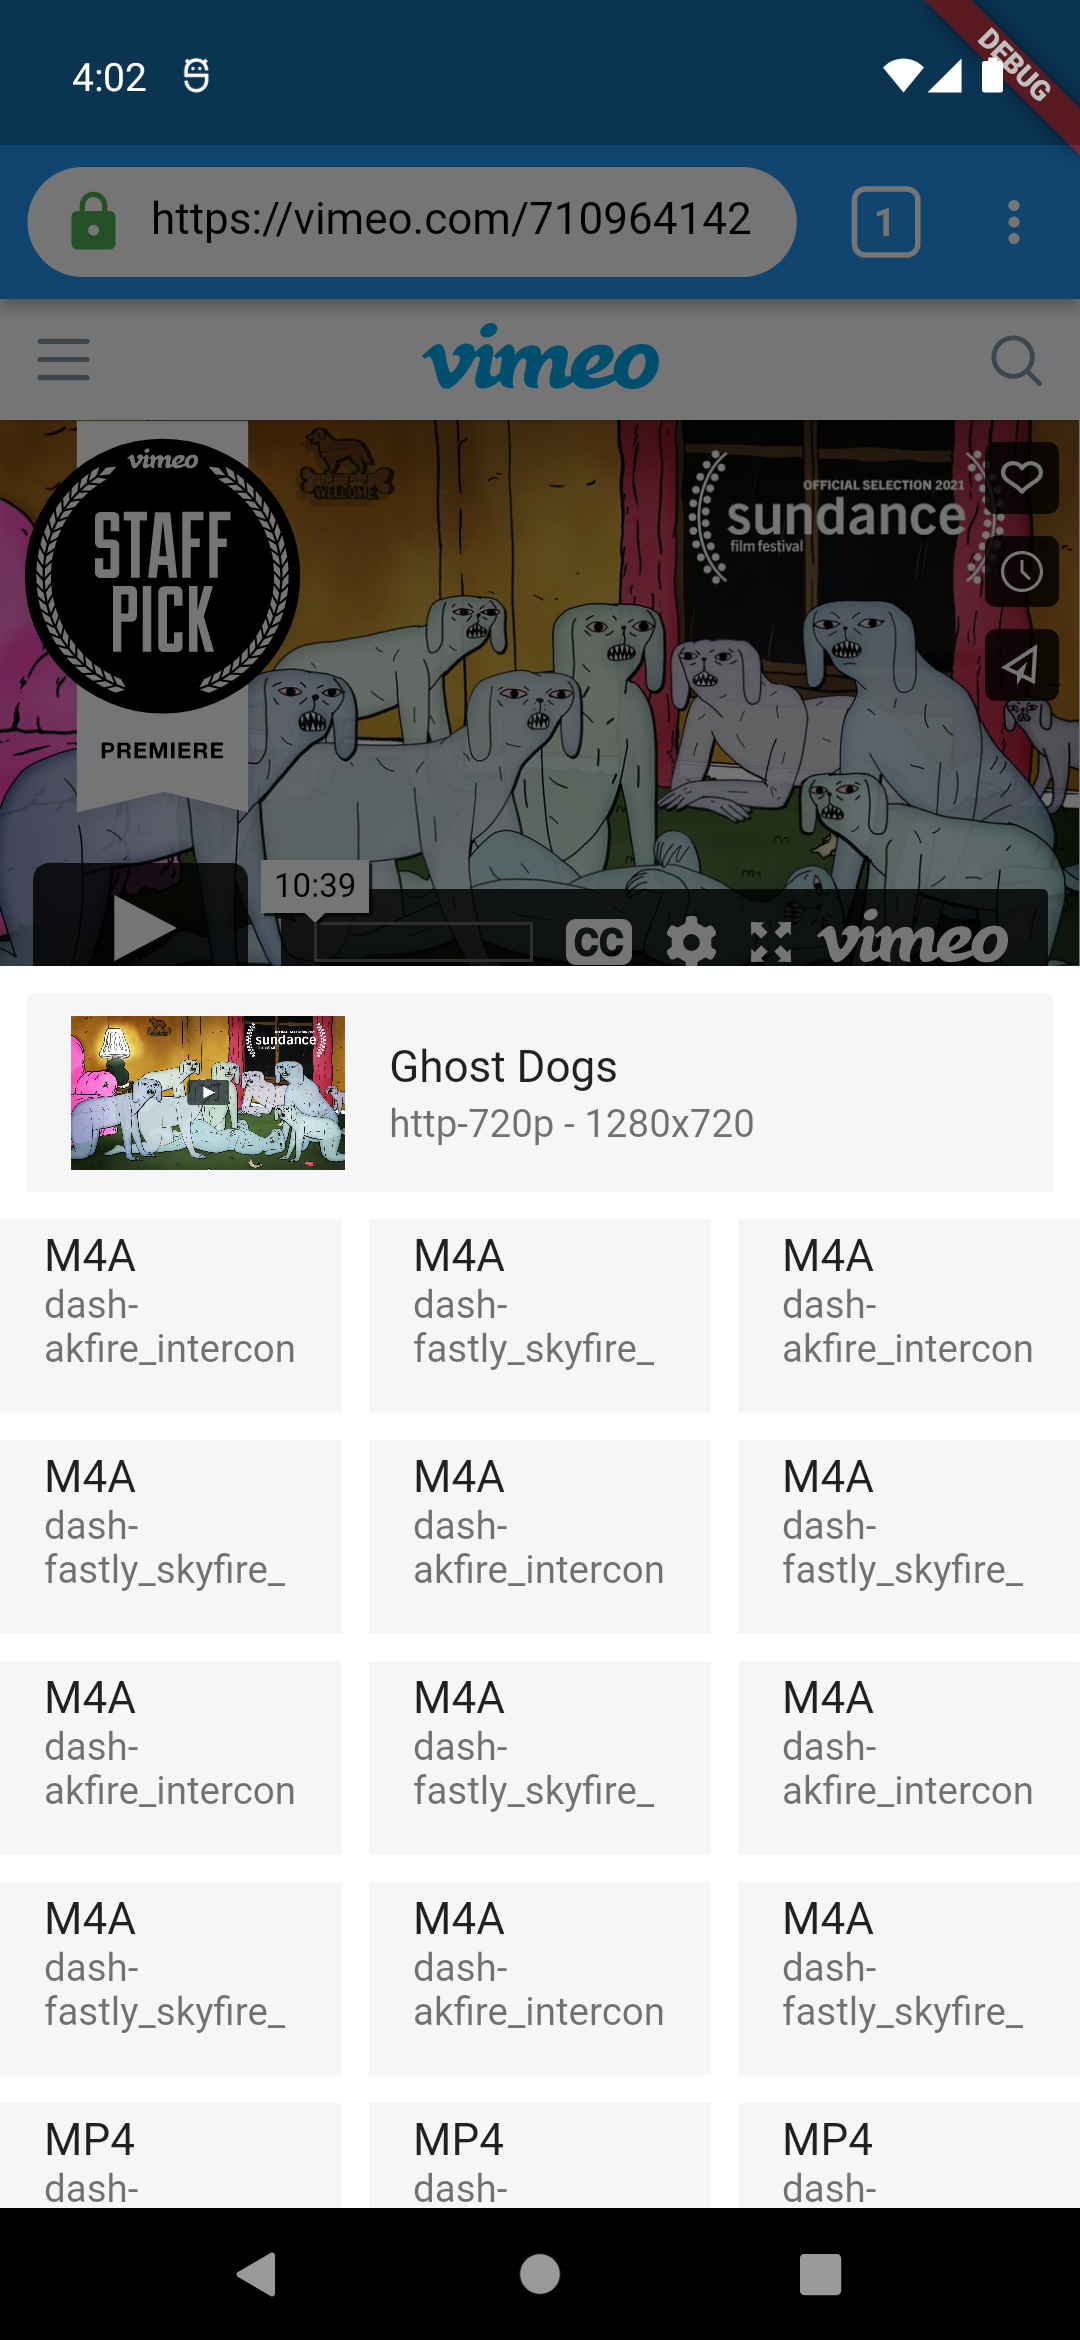 4:02
DEBUG
https://vimeo.com/710964142
1
vimeo
vimeo
STAFF
PICK
PREMIERE
WELCOME
OFFICIAL SELECTION 2021
sundance
film festival
10:39
CC
vimeo
sundance
Ghost Dogs
http-720p - 1280x720
M4A
dash-
akfire_intercon
M4A
dash-
fastly_skyfire_
M4A
dash-
akfire_intercon
M4A
dash-
fastly_skyfire_
M4A
dash-
akfire_intercon
M4A
dash-
fastly_skyfire_
M4A
dash-
akfire_intercon
M4A
dash-
fastly_skyfire_
M4A
dash-
akfire_intercon
M4A
dash-
fastly_skyfire_
M4A
dash-
akfire_intercon
M4A
dash-
fastly_skyfire_
MP4
dash-
MP4
dash-
MP4
dash-